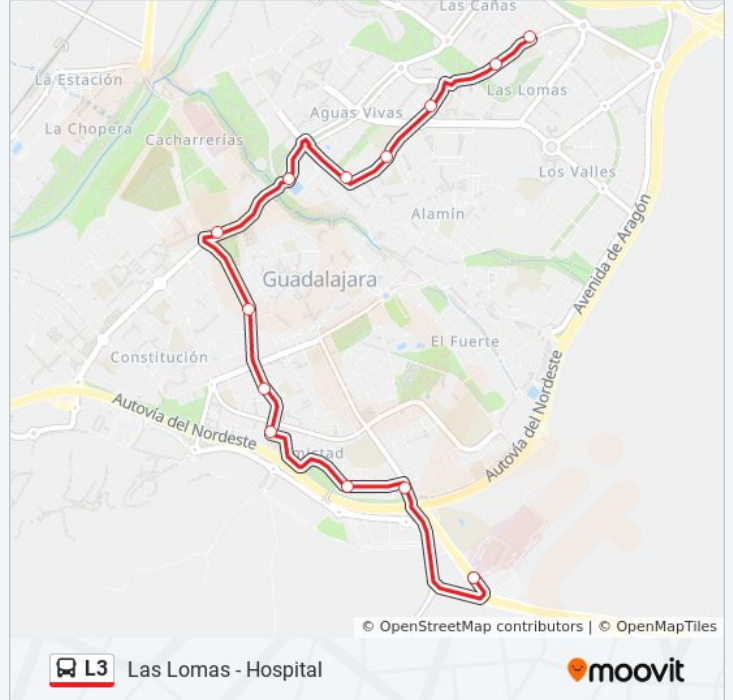 Las Cañas
La Estación
Las Lomas
Aguas Vivas
La Chopera
Cacharrerías
Los Valles
Alamín
Avenida de Aragón
Guadalajara
El Fuerte
Constitución
Autovía del Nordeste
Autovía del Nordeste
© OpenStreetMap contributors | © OpenMapTiles
L3 Las Lomas - Hospital
moovit